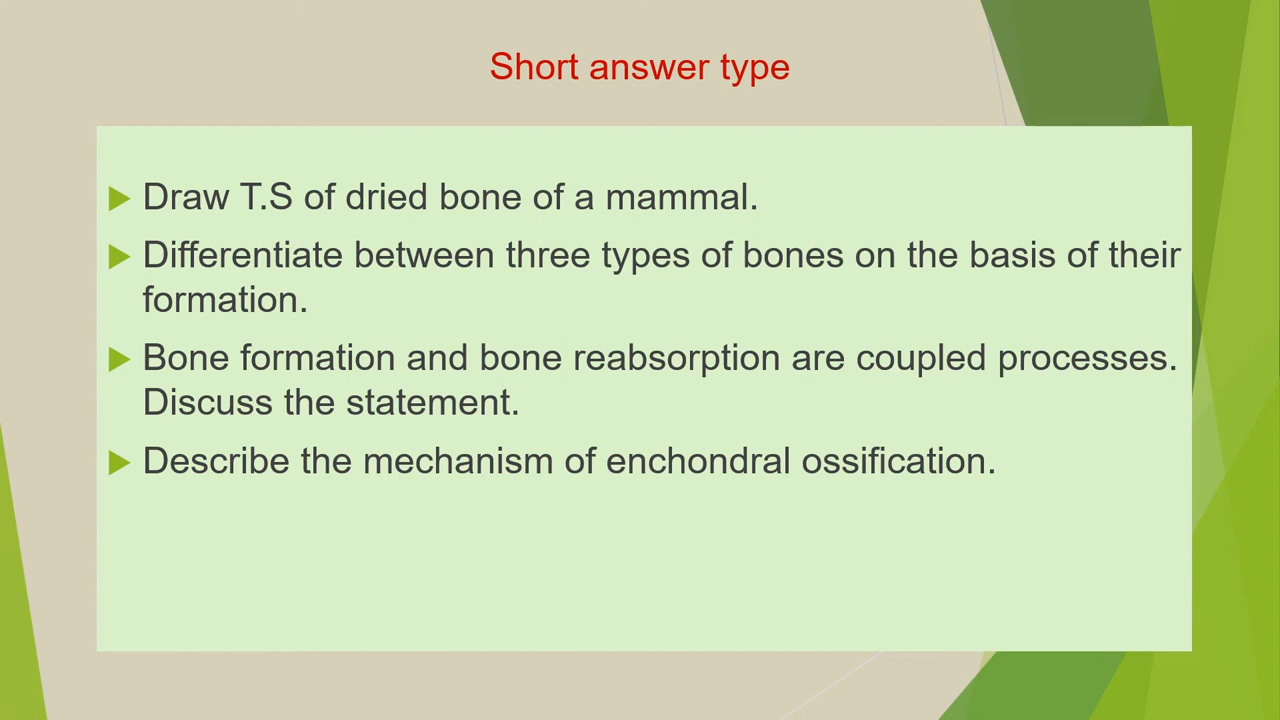 Short answer type
Draw T.S of dried bone of a mammal.
Differentiate between three types of bones on the basis of their
formation.
Bone formation and bone reabsorption are coupled processes.
Discuss the statement.
Describe the mechanism of enchondral ossification.